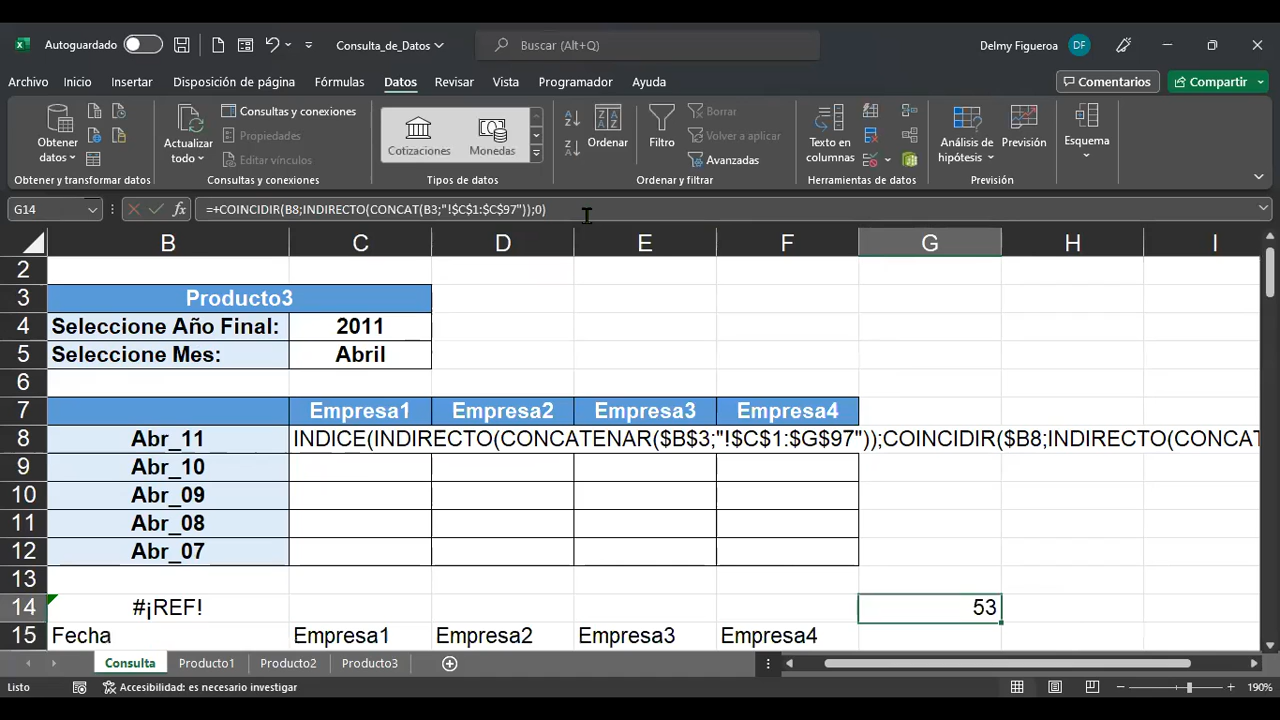 Autoguardado Consulta_de_Datos Buscar (Alt+Q) Delmy Figueroa DF
Archivo Inicio Insertar Disposición de página Fórmulas Datos Revisar Vista Programador Ayuda Comentarios Compartir
Obtener datos
Actualizar todo
Consultas y conexiones
Propiedades
Editar vínculos
Cotizaciones Monedas
Ordenar
Filtro
Borrar
Volver a aplicar
Avanzadas
Texto en columnas
Análisis de hipótesis
Previsión
Esquema
Obtener y transformar datos Consultas y conexiones Tipos de datos Ordenar y filtrar Herramientas de datos Previsión
G14 fx =+COINCIDIR(B8;INDIRECTO(CONCAT(B3;"!$C$1:$C$97"));0)
B C D E F G H I
2
3 Producto3
4 Seleccione Año Final: 2011
5 Seleccione Mes: Abril
6
7 Empresa1 Empresa2 Empresa3 Empresa4
8 Abr_11 INDICE(INDIRECTO(CONCATENAR($B$3;"!$C$1:$G$97"));COINCIDIR($B8;INDIRECTO(CONCAT
9 Abr_10
10 Abr_09
11 Abr_08
12 Abr_07
13
14 #¡REF! 53
15 Fecha Empresa1 Empresa2 Empresa3 Empresa4
Consulta Producto1 Producto2 Producto3
Listo Accesibilidad: es necesario investigar 190%